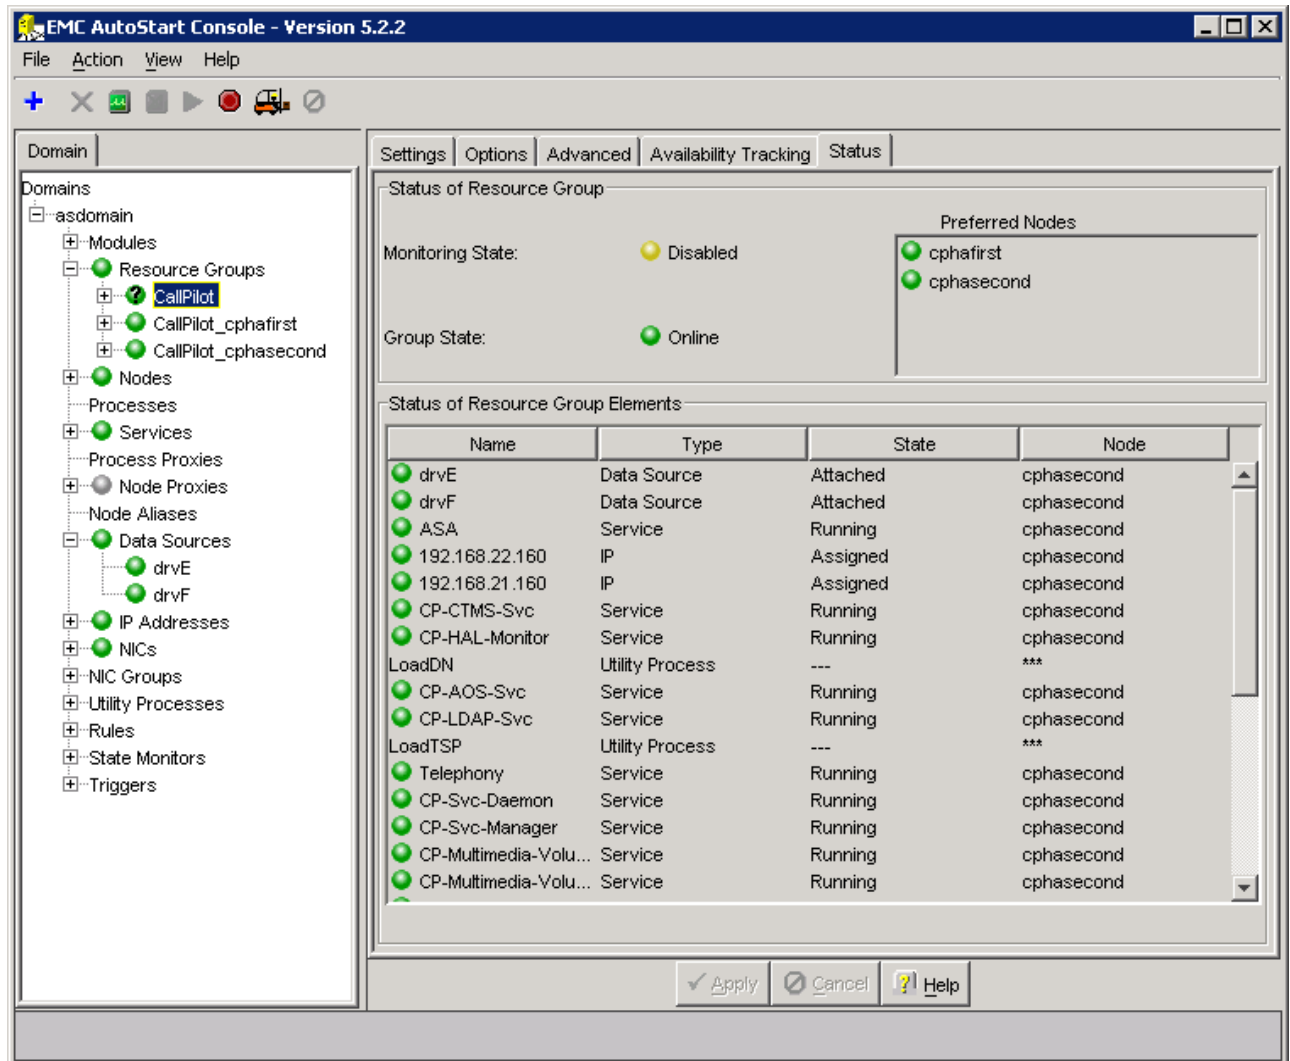 EMC AutoStart Console - Version 5.2.2
File Action View Help
Domain
Settings Options Advanced Availability Tracking Status
Domains
asdomain
Modules
Resource Groups
CallPilot
CallPilot_cphafirst
CallPilot_cphasecond
Nodes
Processes
Services
Process Proxies
Node Proxies
Node Aliases
Data Sources
drvE
drvF
IP Addresses
NICs
NIC Groups
Utility Processes
Rules
State Monitors
Triggers
Status of Resource Group
Preferred Nodes
Monitoring State: Disabled
cphafirst
cphasecond
Group State: Online
Status of Resource Group Elements
Name Type State Node
drvE Data Source Attached cphasecond
drvF Data Source Attached cphasecond
ASA Service Running cphasecond
192.168.22.160 IP Assigned cphasecond
192.168.21.160 IP Assigned cphasecond
CP-CTMS-Svc Service Running cphasecond
CP-HAL-Monitor Service Running cphasecond
LoadDN Utility Process --- ***
CP-AOS-Svc Service Running cphasecond
CP-LDAP-Svc Service Running cphasecond
LoadTSP Utility Process --- ***
Telephony Service Running cphasecond
CP-Svc-Daemon Service Running cphasecond
CP-Svc-Manager Service Running cphasecond
CP-Multimedia-Volu... Service Running cphasecond
CP-Multimedia-Volu... Service Running cphasecond
Apply Cancel Help